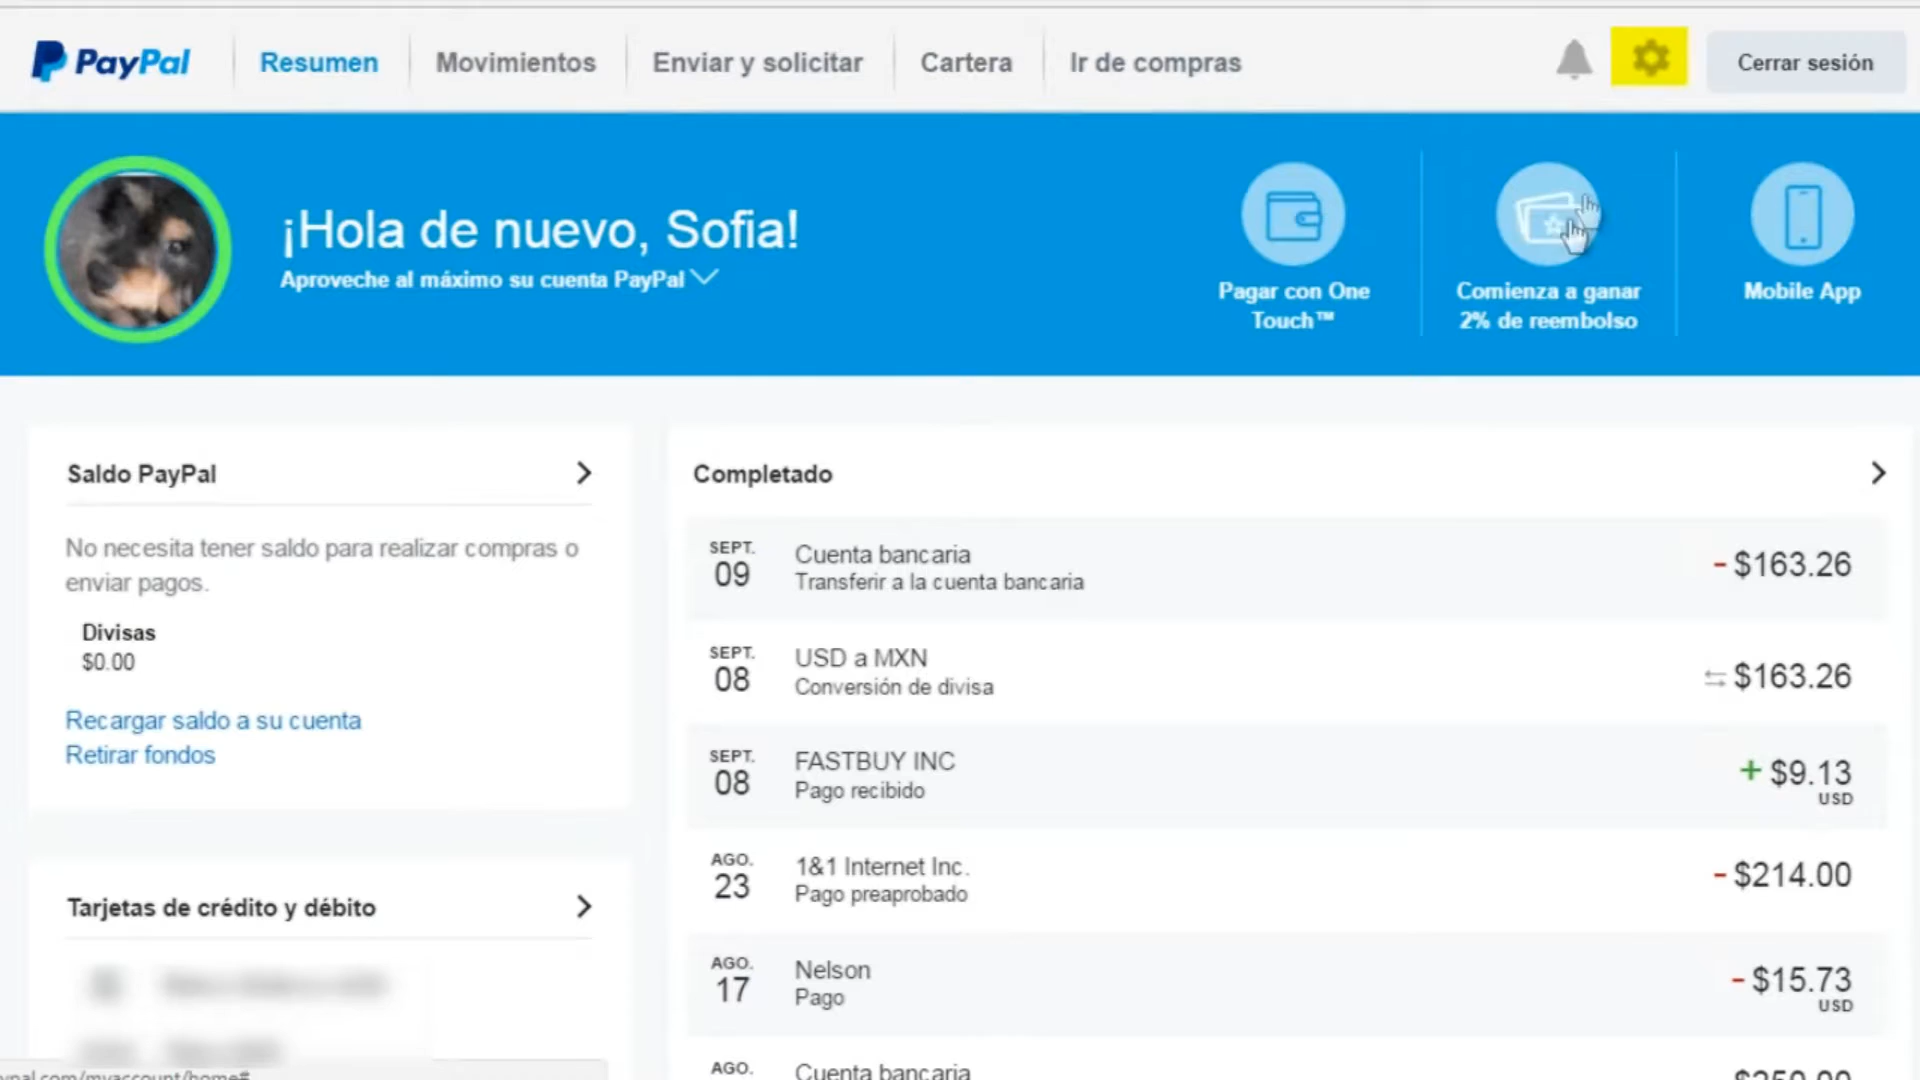 PayPal
Resumen
Movimientos
Enviar y solicitar
Cartera
Ir de compras
Cerrar sesión
¡Hola de nuevo, Sofia!
Aproveche al máximo su cuenta PayPal
Pagar con One
Touch™
Comienza a ganar
2% de reembolso
Mobile App
Saldo PayPal
No necesita tener saldo para realizar compras o
enviar pagos.
Divisas
$0.00
Recargar saldo a su cuenta
Retirar fondos
Tarjetas de crédito y débito
Completado
SEPT.
09
Cuenta bancaria
Transferir a la cuenta bancaria
- $163.26
SEPT.
08
USD a MXN
Conversión de divisa
$163.26
SEPT.
08
FASTBUY INC
Pago recibido
+ $9.13
USD
AGO.
23
1&1 Internet Inc.
Pago preaprobado
- $214.00
AGO.
17
Nelson
Pago
- $15.73
USD
AGO.
Cuenta bancaria